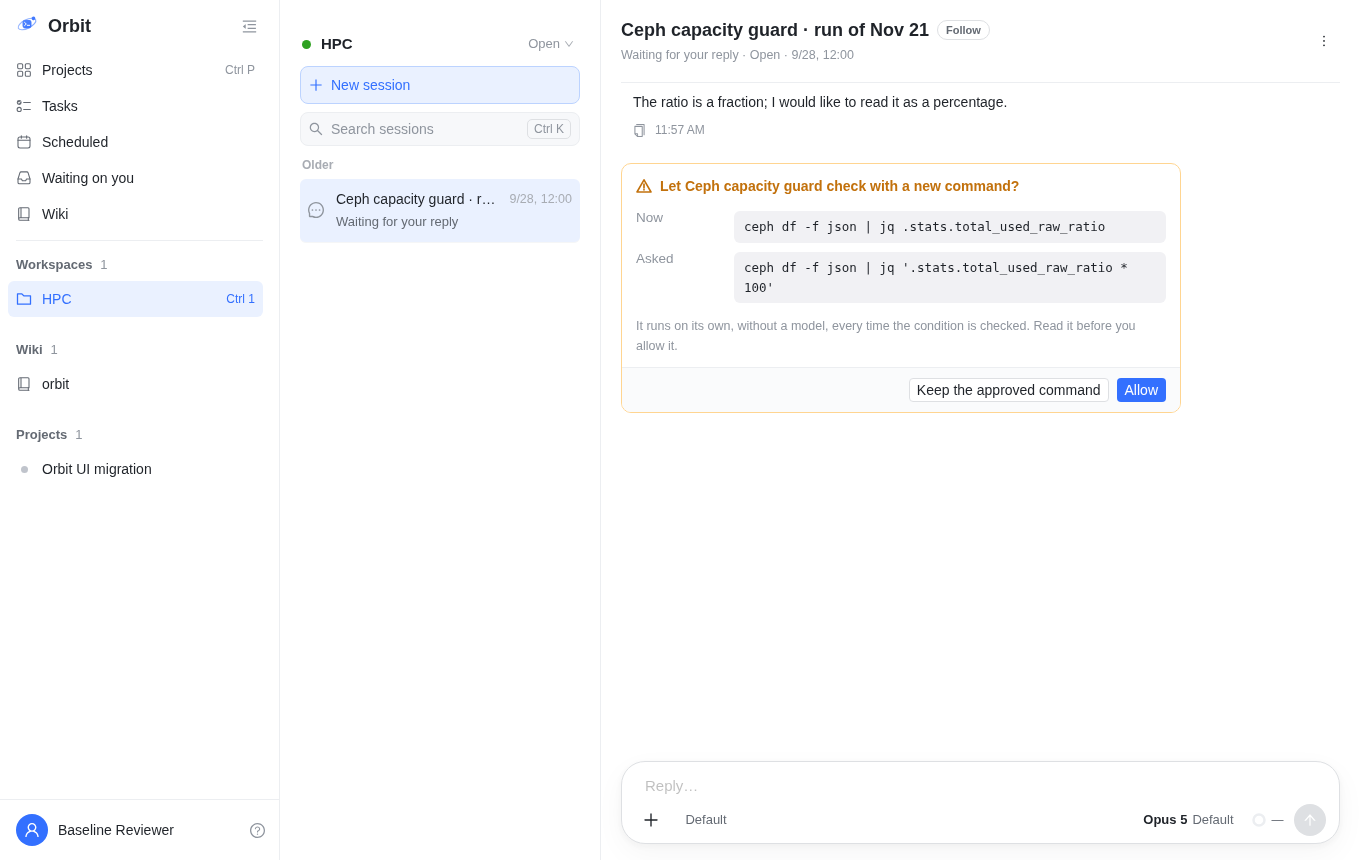 Orbit
Projects Ctrl P
Tasks
Scheduled
Waiting on you
Wiki
Workspaces 1
HPC Ctrl 1
Wiki 1
orbit
Projects 1
Orbit UI migration
Baseline Reviewer
HPC Open
New session
Search sessions Ctrl K
Older
Ceph capacity guard · r… 9/28, 12:00
Waiting for your reply
Ceph capacity guard · run of Nov 21 Follow
Waiting for your reply · Open · 9/28, 12:00
The ratio is a fraction; I would like to read it as a percentage.
11:57 AM
Let Ceph capacity guard check with a new command?
Now ceph df -f json | jq .stats.total_used_raw_ratio
Asked ceph df -f json | jq '.stats.total_used_raw_ratio *
100'
It runs on its own, without a model, every time the condition is checked. Read it before you
allow it.
Keep the approved command Allow
Reply…
Default Opus 5 Default —